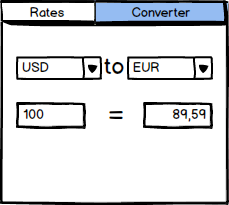 Rates Converter
USD to EUR
100 = 89,59